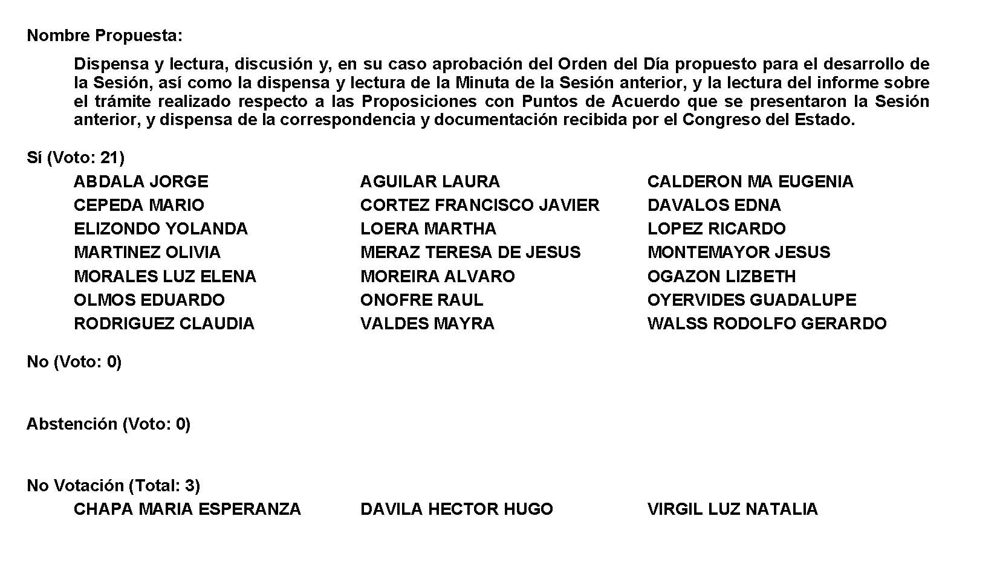 Nombre Propuesta:
Dispensa y lectura, discusión y, en su caso aprobación del Orden del Día propuesto para el desarrollo de
la Sesión, así como la dispensa y lectura de la Minuta de la Sesión anterior, y la lectura del informe sobre
el trámite realizado respecto a las Proposiciones con Puntos de Acuerdo que se presentaron la Sesión
anterior, y dispensa de la correspondencia y documentación recibida por el Congreso del Estado.
Sí (Voto: 21)
ABDALA JORGE AGUILAR LAURA CALDERON MA EUGENIA
CEPEDA MARIO CORTEZ FRANCISCO JAVIER DAVALOS EDNA
ELIZONDO YOLANDA LOERA MARTHA LOPEZ RICARDO
MARTINEZ OLIVIA MERAZ TERESA DE JESUS MONTEMAYOR JESUS
MORALES LUZ ELENA MOREIRA ALVARO OGAZON LIZBETH
OLMOS EDUARDO ONOFRE RAUL OYERVIDES GUADALUPE
RODRIGUEZ CLAUDIA VALDES MAYRA WALSS RODOLFO GERARDO
No (Voto: 0)
Abstención (Voto: 0)
No Votación (Total: 3)
CHAPA MARIA ESPERANZA DAVILA HECTOR HUGO VIRGIL LUZ NATALIA